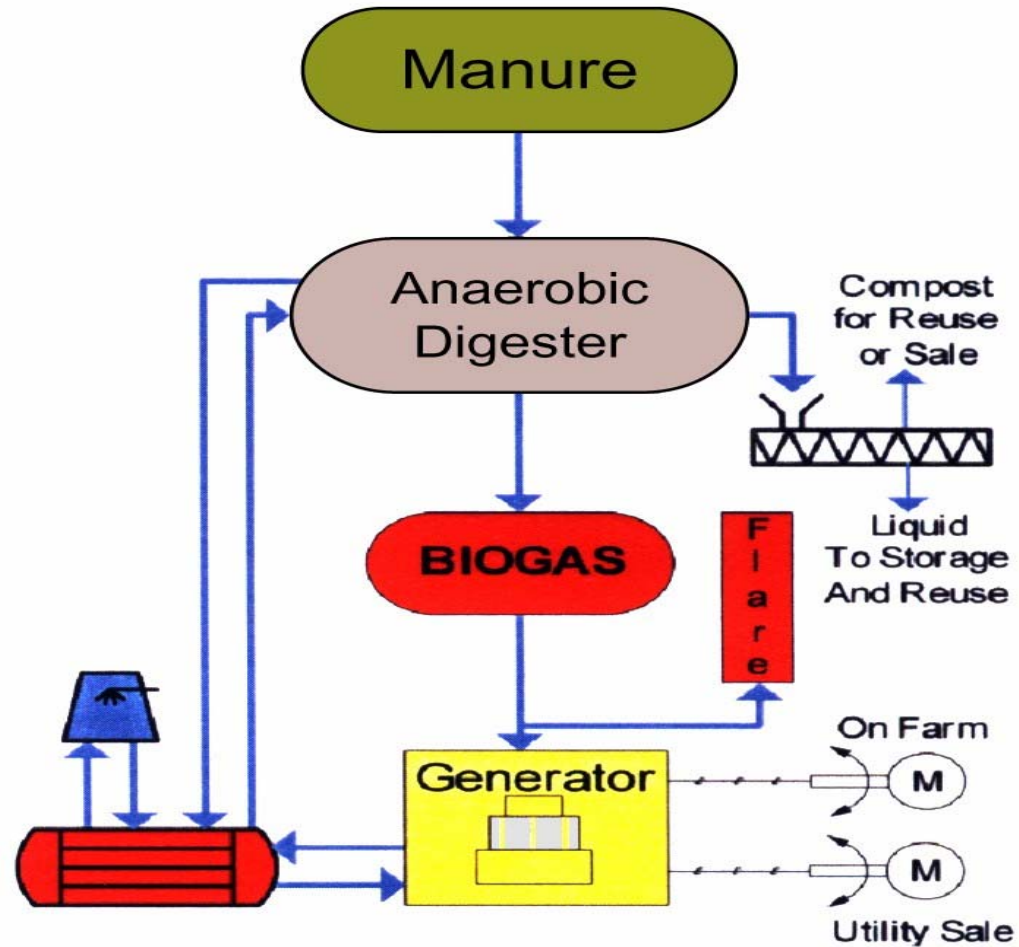 Manure
Anaerobic
Digester
Compost
for Reuse
or Sale
Liquid
To Storage
And Reuse
BIOGAS
Flare
Generator
On Farm
M
M
Utility Sale